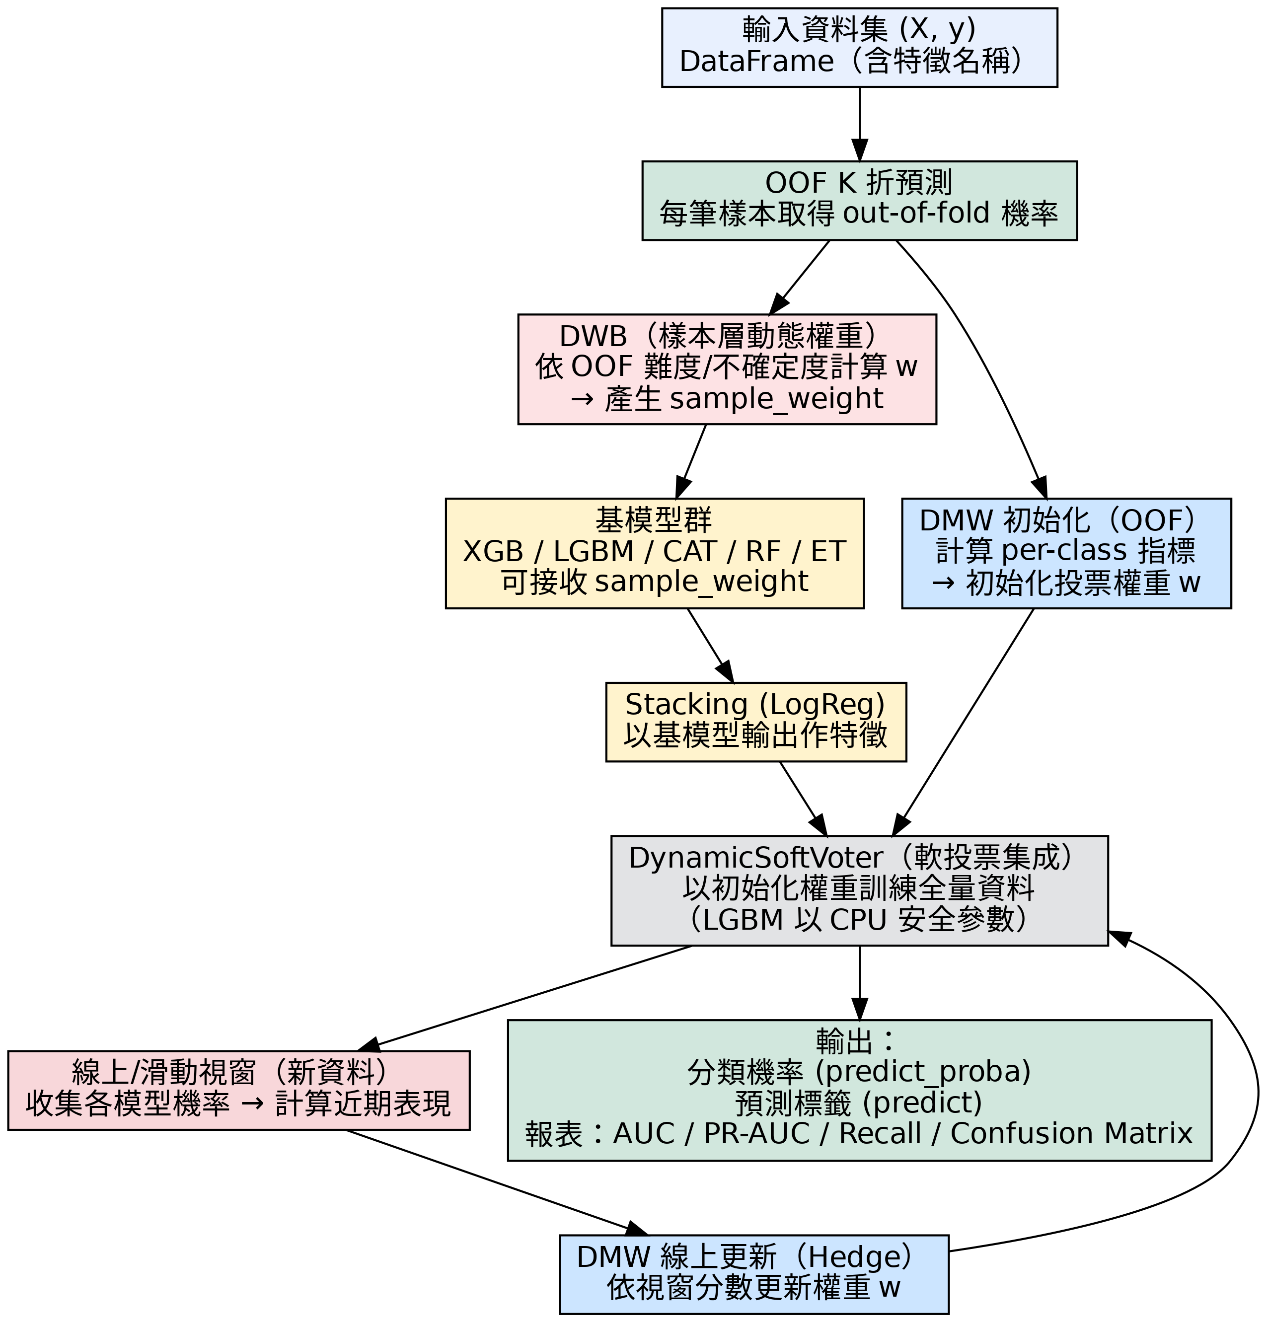 輸入資料集 (X, y)
DataFrame（含特徵名稱）
OOF K 折預測
每筆樣本取得 out-of-fold 機率
DWB（樣本層動態權重）
依 OOF 難度/不確定度計算 w
→ 產生 sample_weight
基模型群
XGB / LGBM / CAT / RF / ET
可接收 sample_weight
DMW 初始化（OOF）
計算 per-class 指標
→ 初始化投票權重 w
Stacking (LogReg)
以基模型輸出作特徵
DynamicSoftVoter（軟投票集成）
以初始化權重訓練全量資料
（LGBM 以 CPU 安全參數）
線上/滑動視窗（新資料）
收集各模型機率 → 計算近期表現
輸出：
分類機率 (predict_proba)
預測標籤 (predict)
報表：AUC / PR-AUC / Recall / Confusion Matrix
DMW 線上更新（Hedge）
依視窗分數更新權重 w